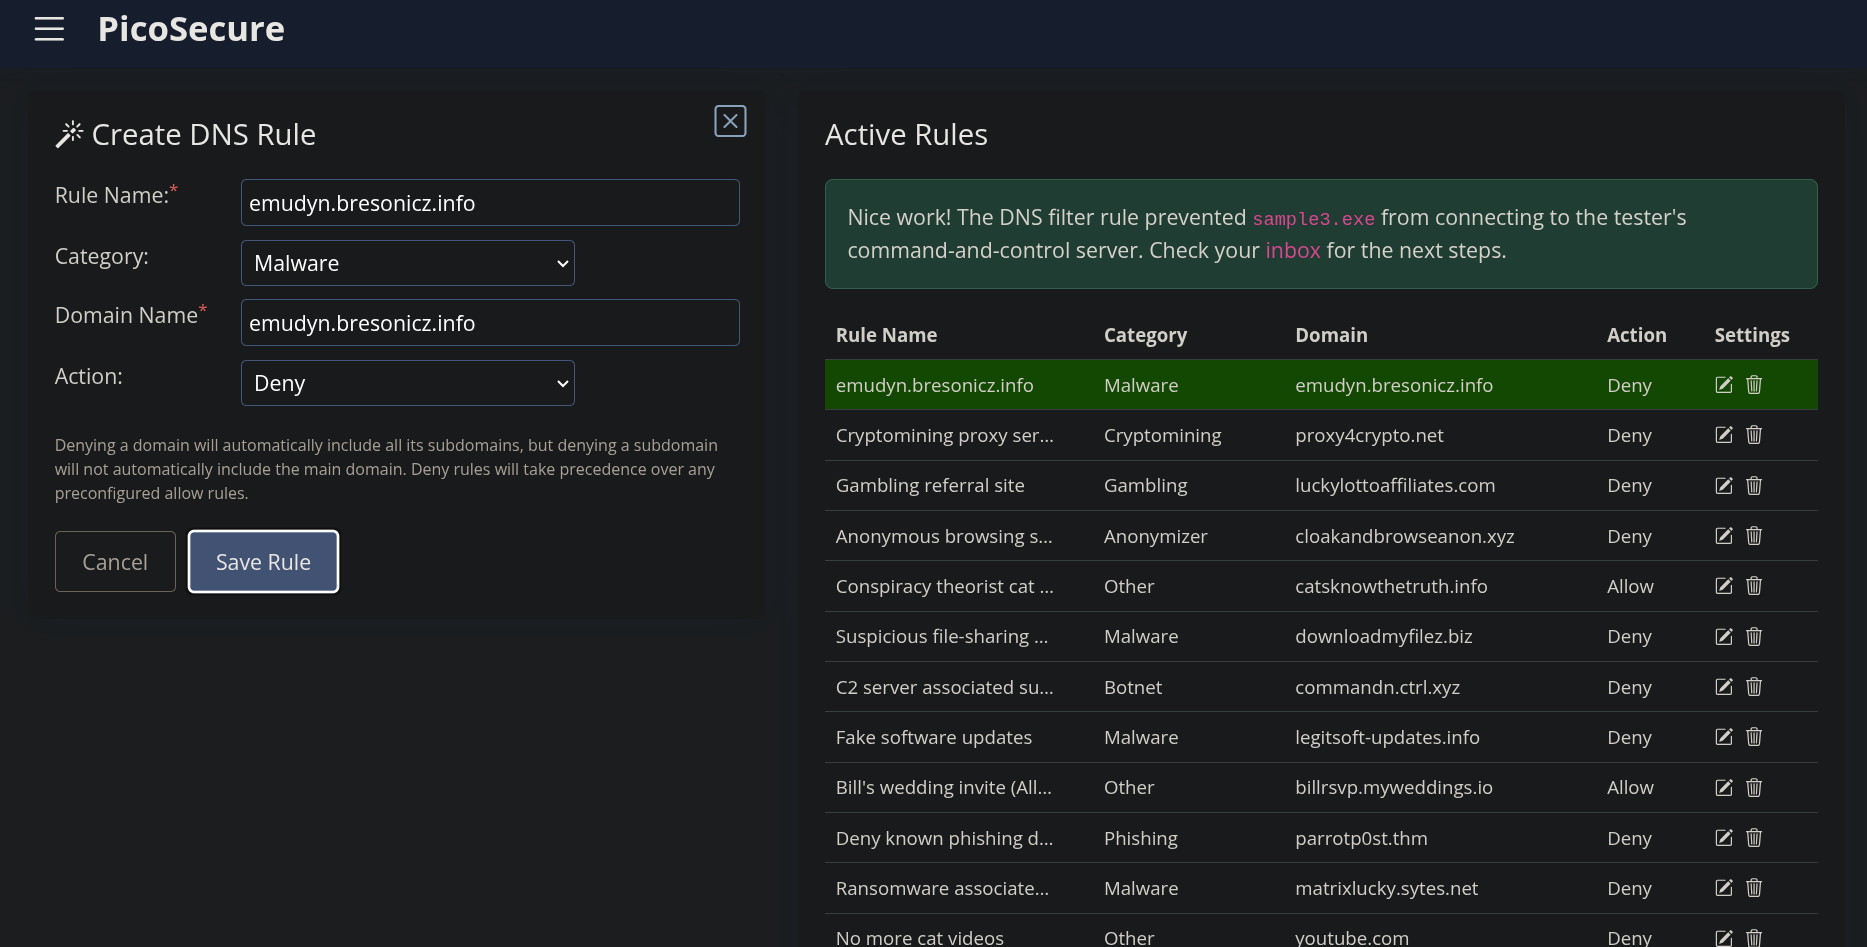 PicoSecure
Create DNS Rule
Rule Name:*
emudyn.bresonicz.info
Category:
Malware
Domain Name*
emudyn.bresonicz.info
Action:
Deny
Denying a domain will automatically include all its subdomains, but denying a subdomain
will not automatically include the main domain. Deny rules will take precedence over any
preconfigured allow rules.
Cancel
Save Rule
Active Rules
Nice work! The DNS filter rule prevented sample3.exe from connecting to the tester's
command-and-control server. Check your inbox for the next steps.
Rule Name Category Domain Action Settings
emudyn.bresonicz.info Malware emudyn.bresonicz.info Deny
Cryptomining proxy ser... Cryptomining proxy4crypto.net Deny
Gambling referral site Gambling luckylottoaffiliates.com Deny
Anonymous browsing s... Anonymizer cloakandbrowseanon.xyz Deny
Conspiracy theorist cat ... Other catsknowthetruth.info Allow
Suspicious file-sharing ... Malware downloadmyfilez.biz Deny
C2 server associated su... Botnet commandn.ctrl.xyz Deny
Fake software updates Malware legitsoft-updates.info Deny
Bill's wedding invite (All... Other billrsvp.myweddings.io Allow
Deny known phishing d... Phishing parrotp0st.thm Deny
Ransomware associate... Malware matrixlucky.sytes.net Deny
No more cat videos Other youtube.com Deny